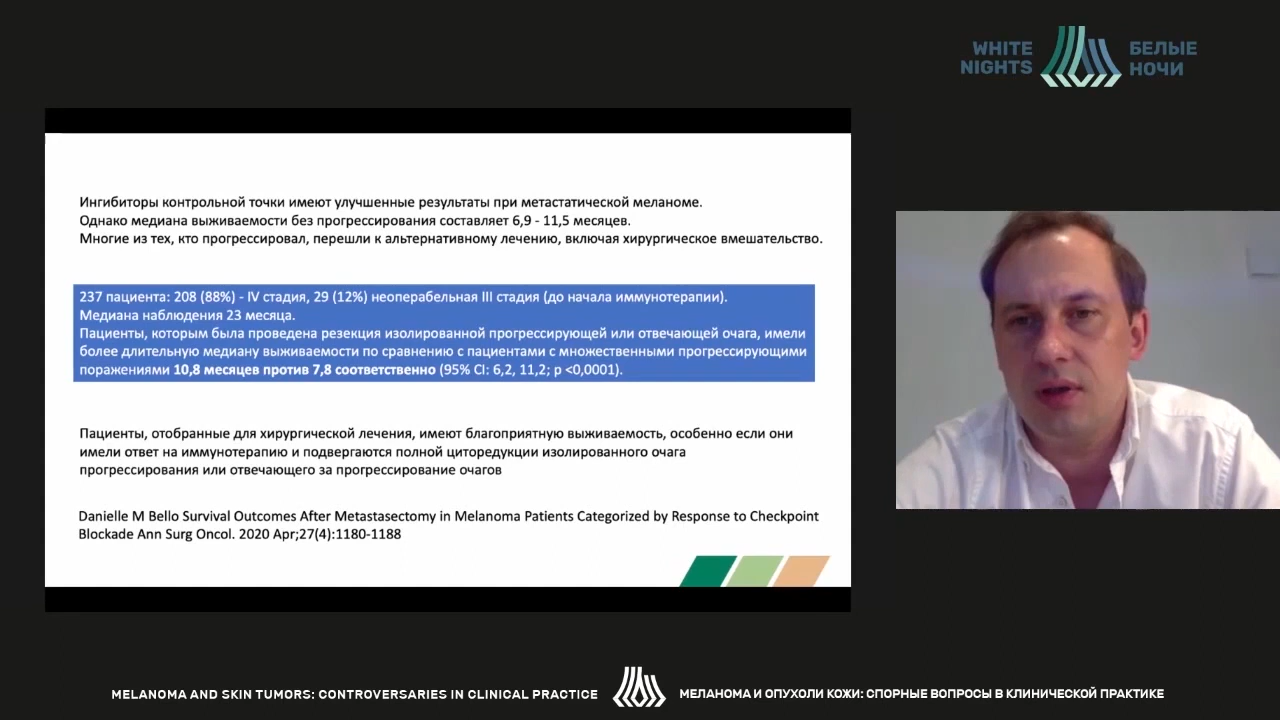 WHITE
NIGHTS
БЕЛЫЕ
НОЧИ
Ингибиторы контрольной точки имеют улучшенные результаты при метастатической меланоме.
Однако медиана выживаемости без прогрессирования составляет 6,9 - 11,5 месяцев.
Многие из тех, кто прогрессировал, перешли к альтернативному лечению, включая хирургическое вмешательство.
237 пациента: 208 (88%) - IV стадия, 29 (12%) неоперабельная III стадия (до начала иммунотерапии).
Медиана наблюдения 23 месяца.
Пациенты, которым была проведена резекция изолированной прогрессирующей или отвечающей очага, имели
более длительную медиану выживаемости по сравнению с пациентами с множественными прогрессирующими
поражениями 10,8 месяцев против 7,8 соответственно (95% CI: 6,2, 11,2; p <0,0001).
Пациенты, отобранные для хирургической лечения, имеют благоприятную выживаемость, особенно если они
имели ответ на иммунотерапию и подвергаются полной циторедукции изолированного очага
прогрессирования или отвечающего за прогрессирование очагов
Danielle M Bello Survival Outcomes After Metastasectomy in Melanoma Patients Categorized by Response to Checkpoint
Blockade Ann Surg Oncol. 2020 Apr;27(4):1180-1188
MELANOMA AND SKIN TUMORS: CONTROVERSARIES IN CLINICAL PRACTICE
МЕЛАНОМА И ОПУХОЛИ КОЖИ: СПОРНЫЕ ВОПРОСЫ В КЛИНИЧЕСКОЙ ПРАКТИКЕ